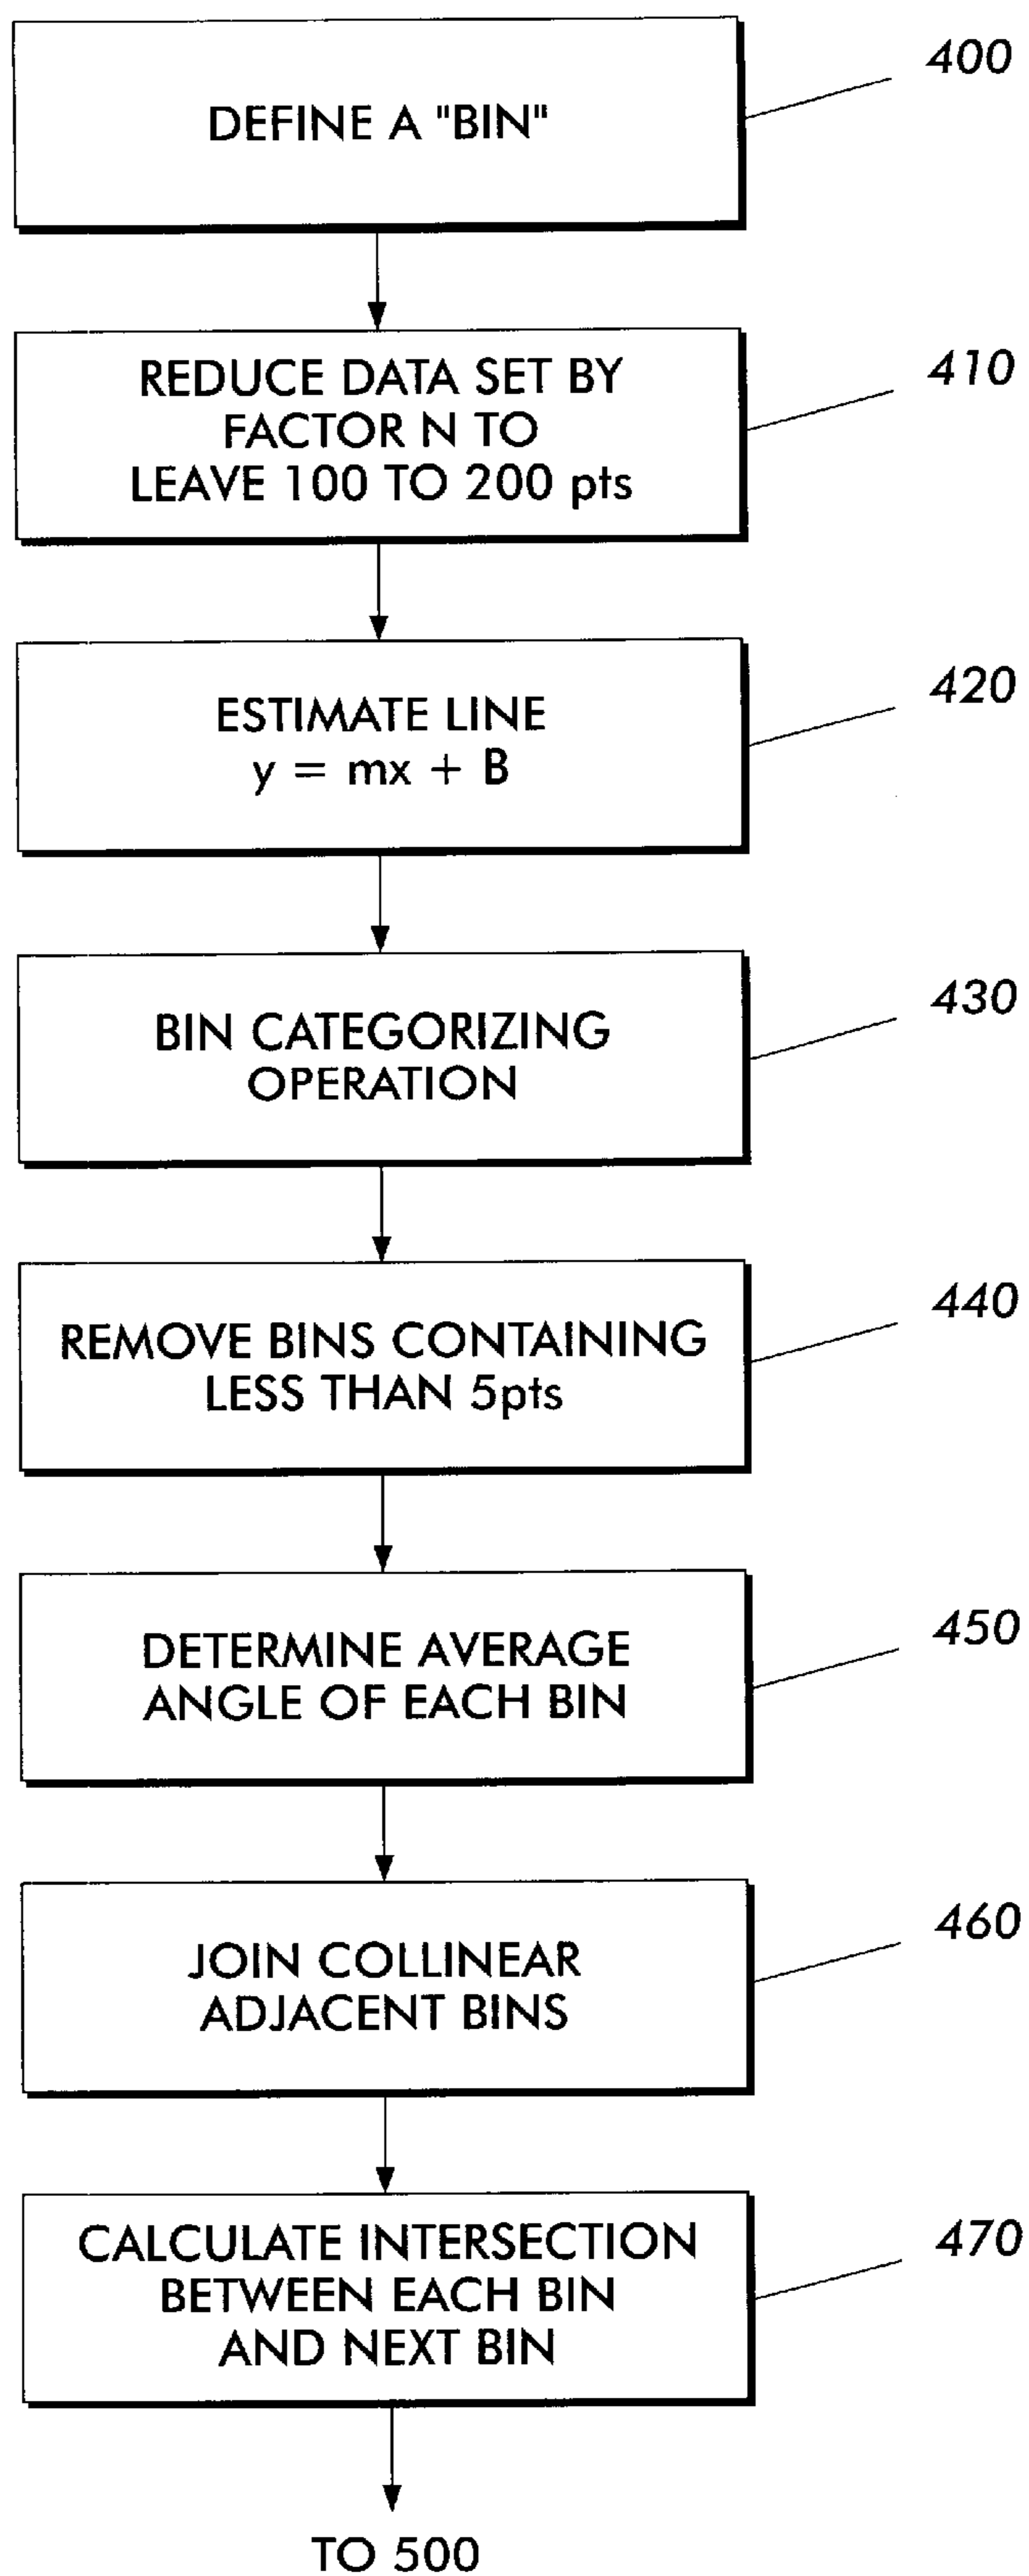 DEFINE A "BIN"
400
REDUCE DATA SET BY
FACTOR N TO
LEAVE 100 TO 200 pts
410
ESTIMATE LINE
y = mx + B
420
BIN CATEGORIZING
OPERATION
430
REMOVE BINS CONTAINING
LESS THAN 5pts
440
DETERMINE AVERAGE
ANGLE OF EACH BIN
450
JOIN COLLINEAR
ADJACENT BINS
460
CALCULATE INTERSECTION
BETWEEN EACH BIN
AND NEXT BIN
470
TO 500